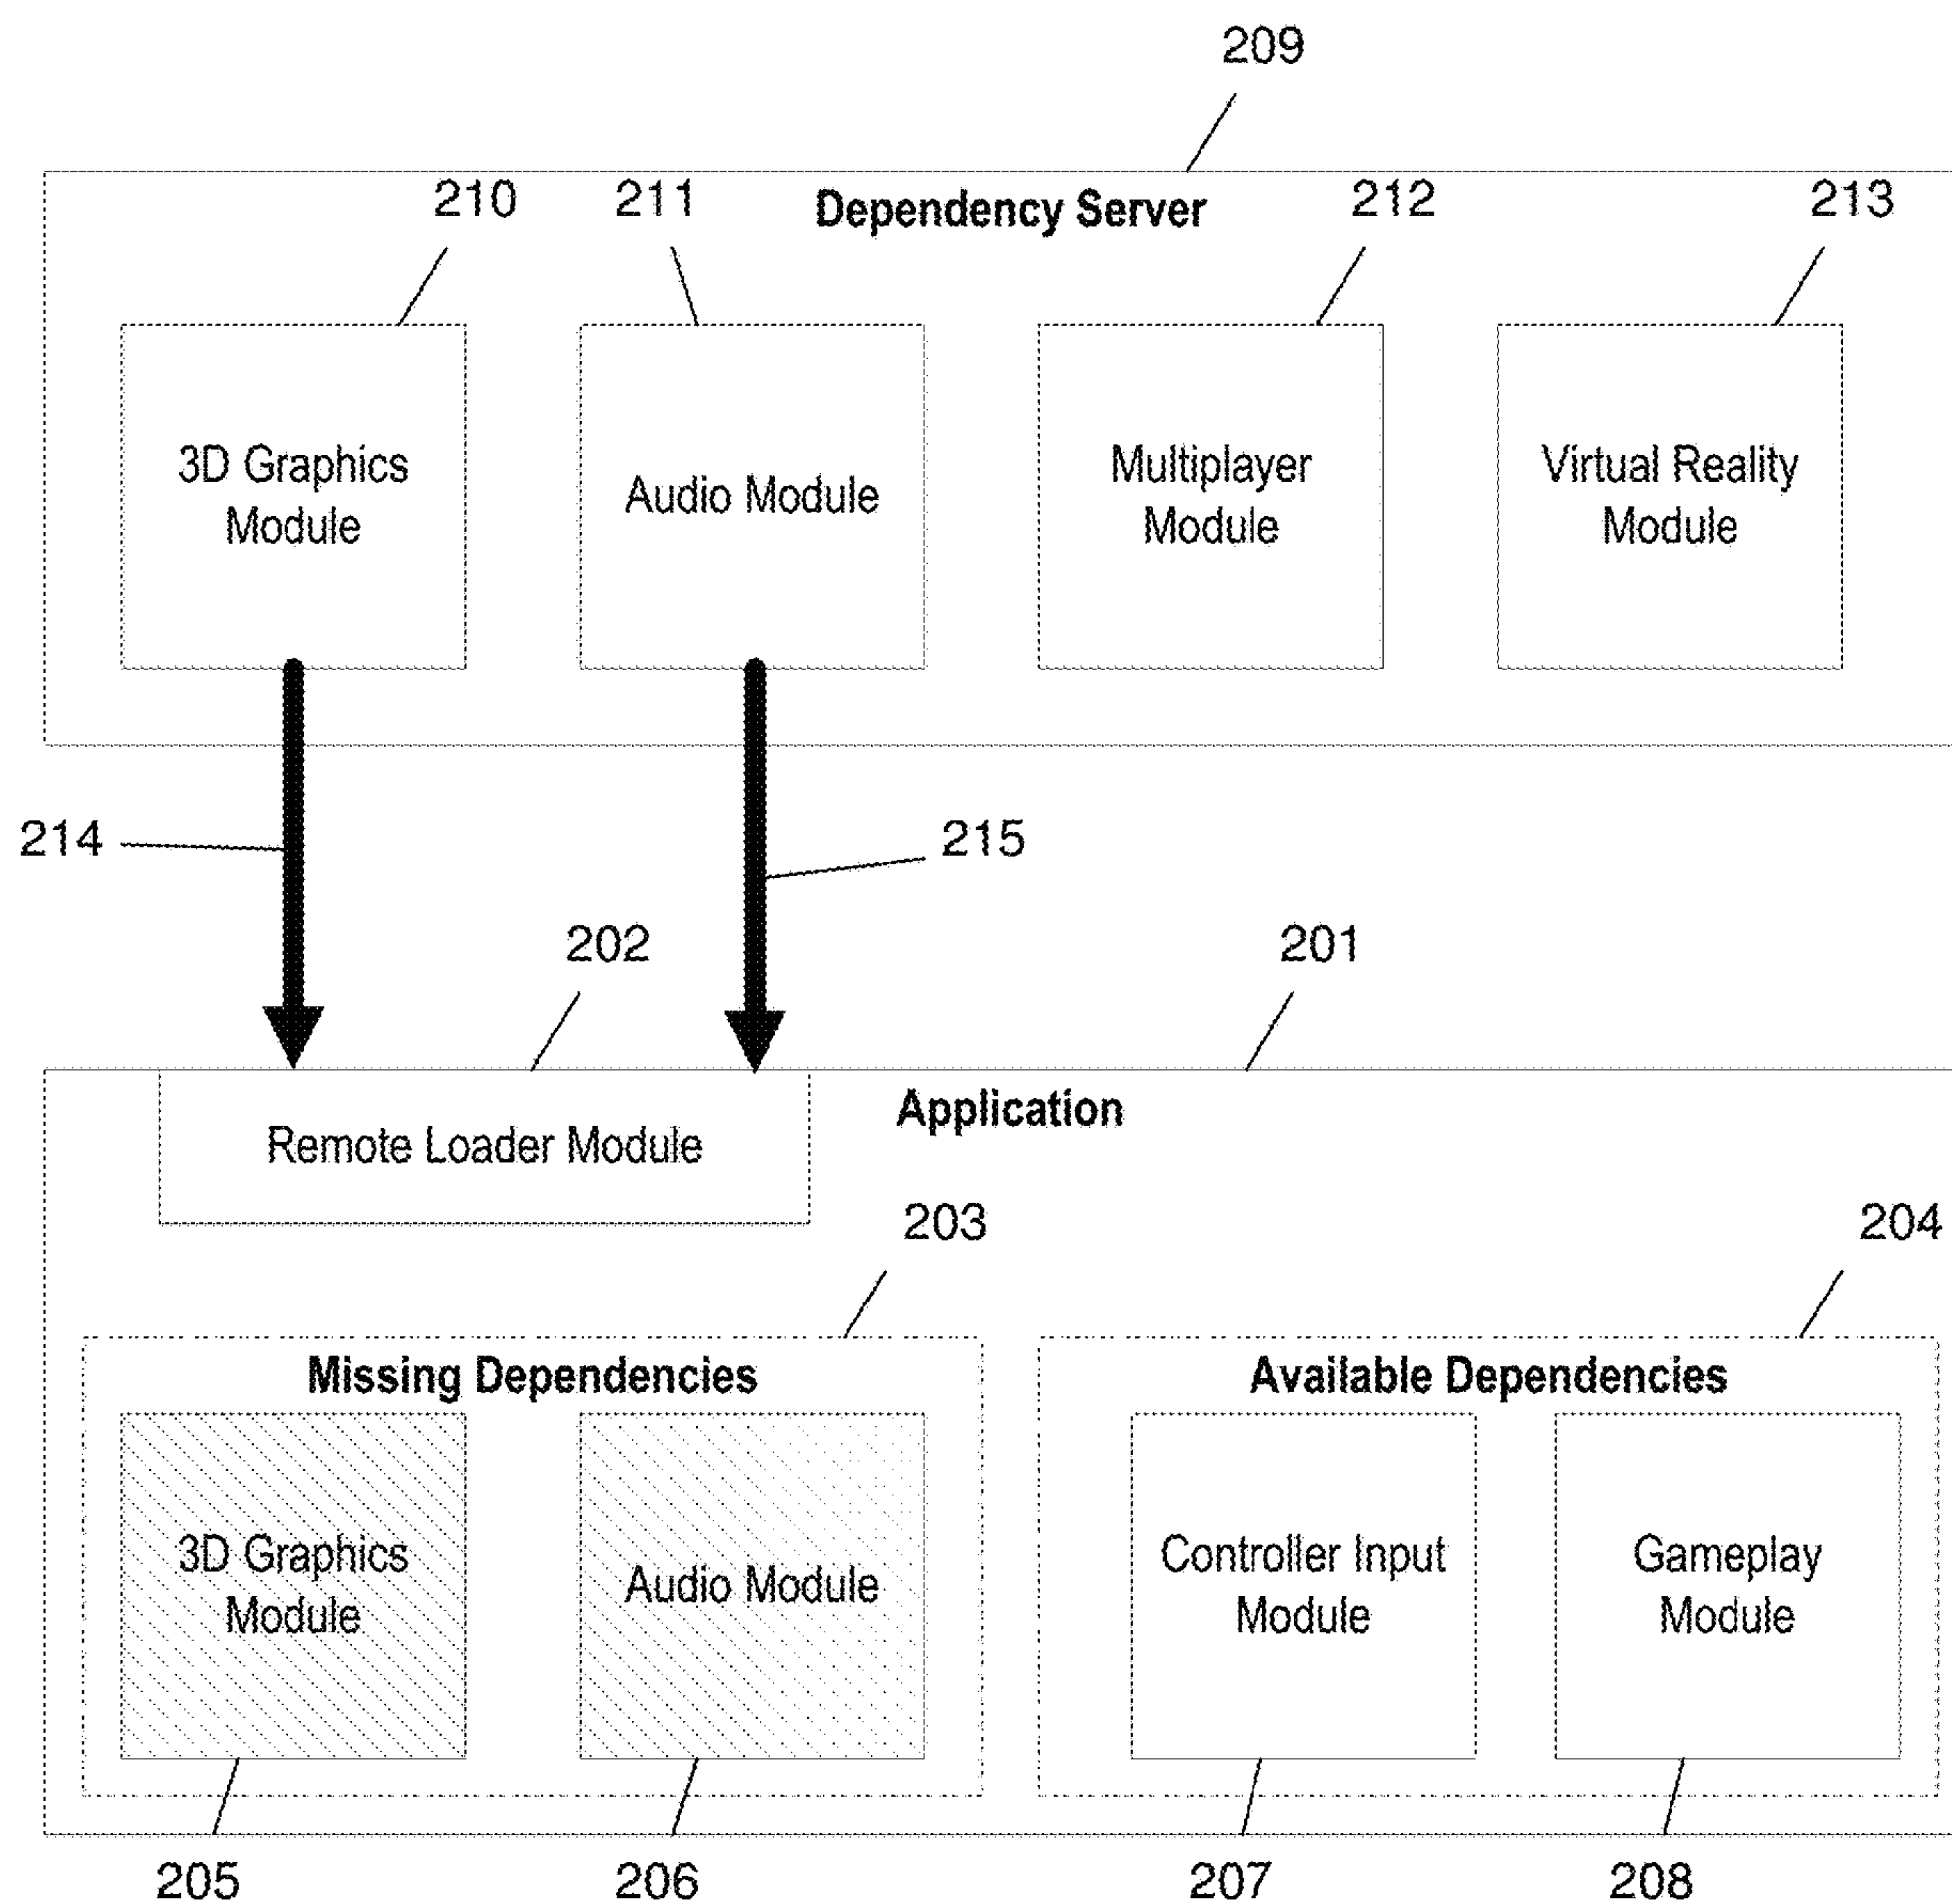 209
210
211
Dependency Server
212
213
3D Graphics
Module
Audio Module
Multiplayer
Module
Virtual Reality
Module
214
215
202
201
Application
Remote Loader Module
203
204
Missing Dependencies
Available Dependencies
3D Graphics
Module
Audio Module
Controller Input
Module
Gameplay
Module
205
206
207
208